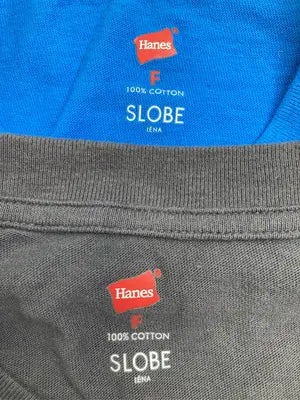 Hanes
F
100% COTTON
SLOBE
IÉNA
Hanes
F
100% COTTON
SLOBE
IÉNA